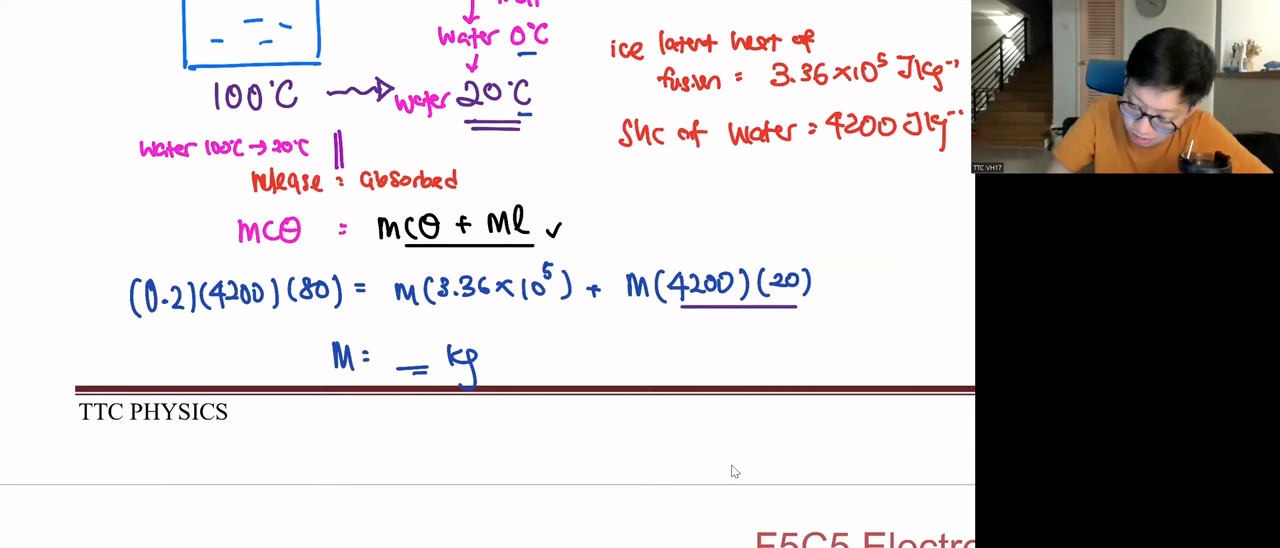 water 0°C
100°C → water 20°C
ice latent heat of
fusion = 3.36×10⁵ Jkg⁻¹
Shc of water = 4200 Jkg⁻¹
TTC VH17
water 100°C → 20°C
release = absorbed
mcθ = mcθ + ml ✓
(0.2)(4200)(80) = m(3.36×10⁵) + m(4200)(20)
m = _ kg
TTC PHYSICS
F5C5 Electro